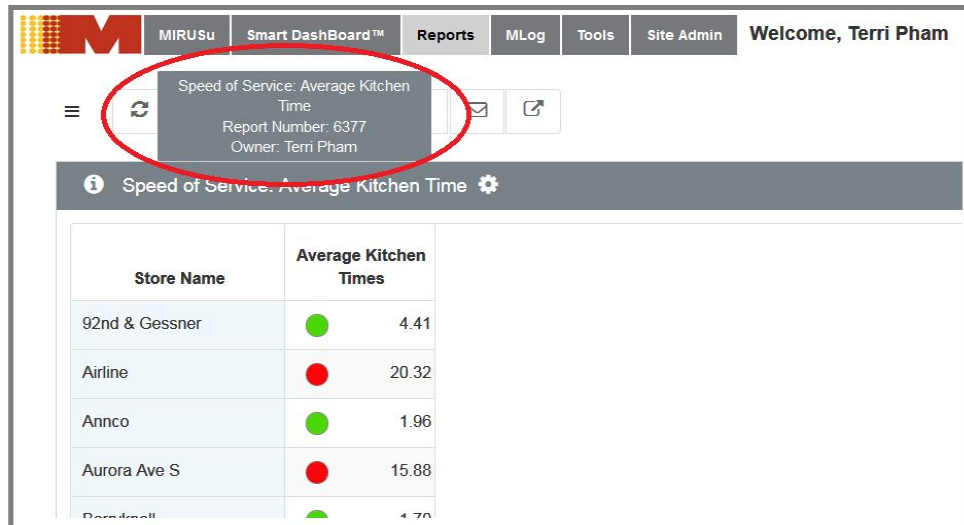 M MIRUSu Smart DashBoard™ Reports MLog Tools Site Admin Welcome, Terri Pham
Speed of Service: Average Kitchen
Time
Report Number: 6377
Owner: Terri Pham
Speed of Service: Average Kitchen Time
Store Name
Average Kitchen
Times
92nd & Gessner 4.41
Airline 20.32
Annco 1.96
Aurora Ave S 15.88